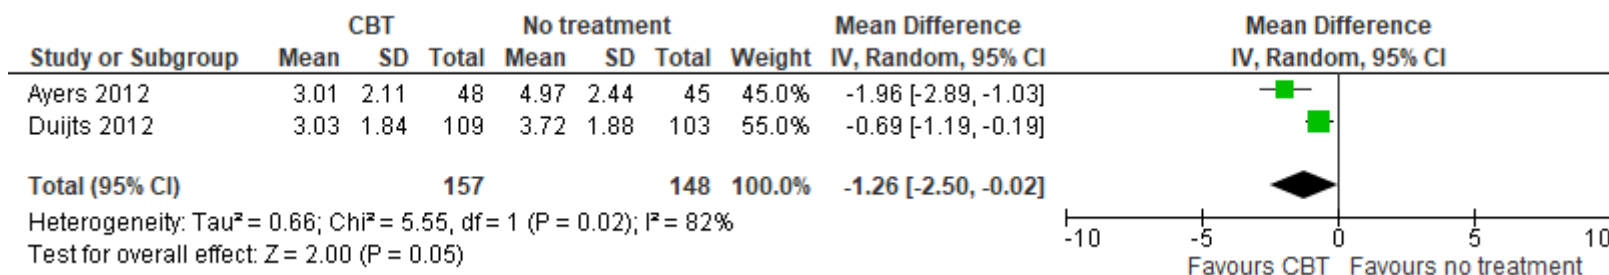 CBT No treatment Mean Difference Mean Difference
Study or Subgroup Mean SD Total Mean SD Total Weight IV, Random, 95% CI IV, Random, 95% CI
Ayers 2012 3.01 2.11 48 4.97 2.44 45 45.0% -1.96 [-2.89, -1.03]
Duijts 2012 3.03 1.84 109 3.72 1.88 103 55.0% -0.69 [-1.19, -0.19]
Total (95% CI) 157 148 100.0% -1.26 [-2.50, -0.02]
Heterogeneity: Tau² = 0.66; Chi² = 5.55, df = 1 (P = 0.02); I² = 82%
Test for overall effect: Z = 2.00 (P = 0.05)
-10 -5 0 5 10
Favours CBT Favours no treatment